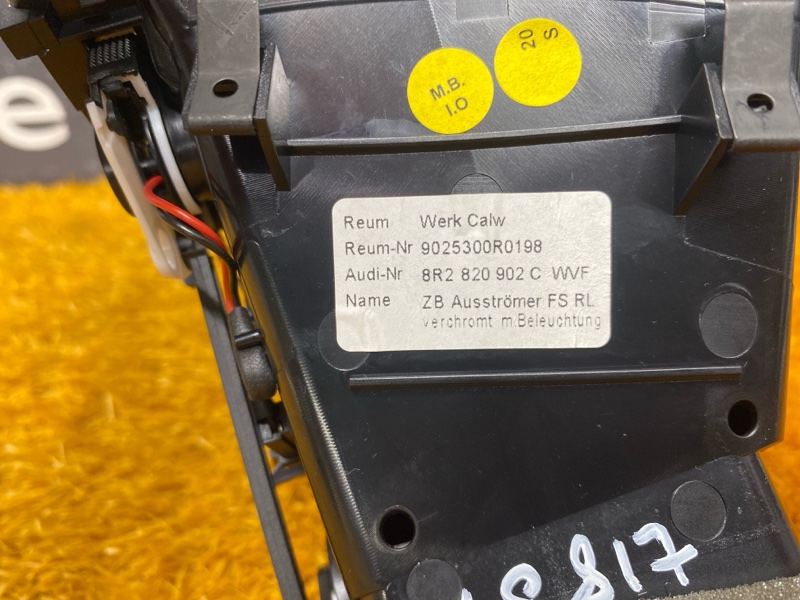 e
M.B.
I.O
20
S
Reum Werk Calw
Reum-Nr 9025300R0198
Audi-Nr 8R2 820 902 C WVF
Name ZB Ausströmer FS RL
verchromt m.Beleuchtung
817